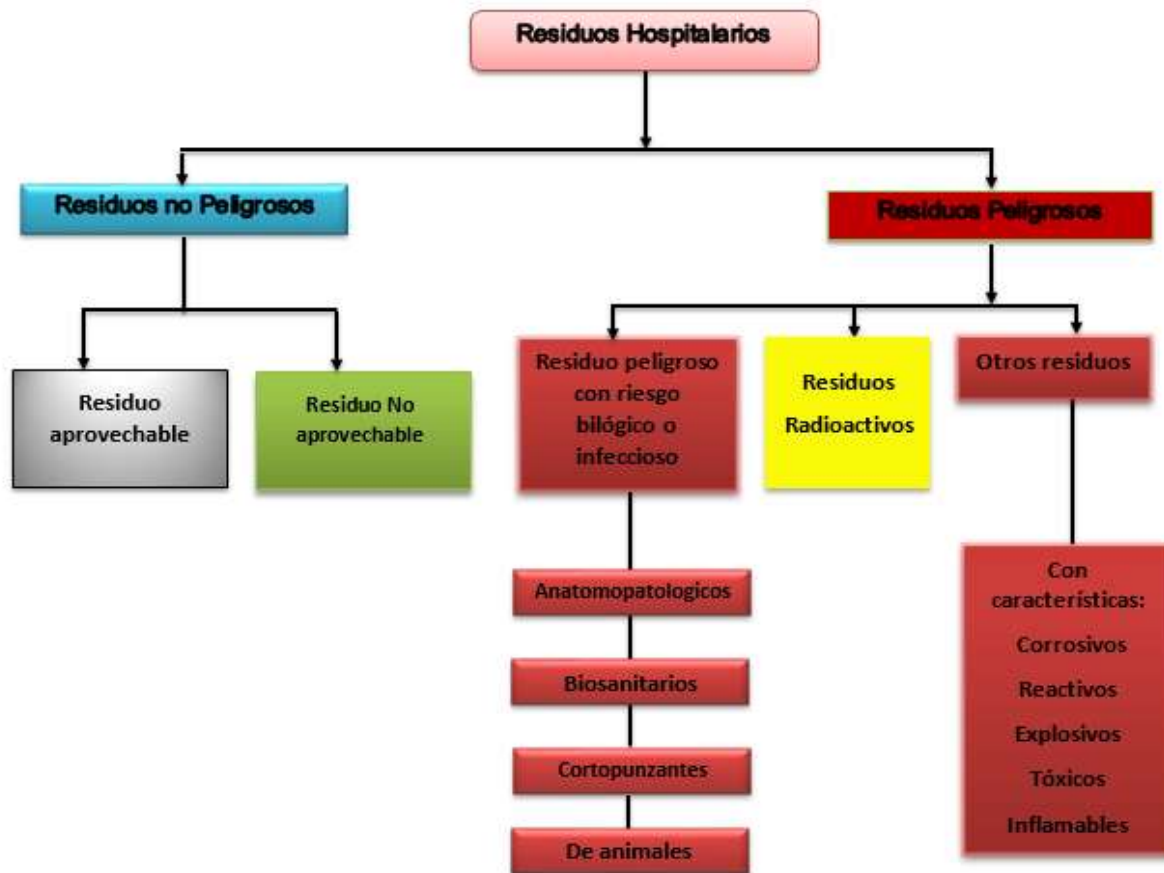 Residuos Hospitalarios
Residuos no Peligrosos
Residuos Peligrosos
Residuo
aprovechable
Residuo No
aprovechable
Residuo peligroso
con riesgo
bilógico o
infeccioso
Residuos
Radioactivos
Otros residuos
Anatomopatologicos
Biosanitarios
Cortopunzantes
De animales
Con
características:
Corrosivos
Reactivos
Explosivos
Tóxicos
Inflamables